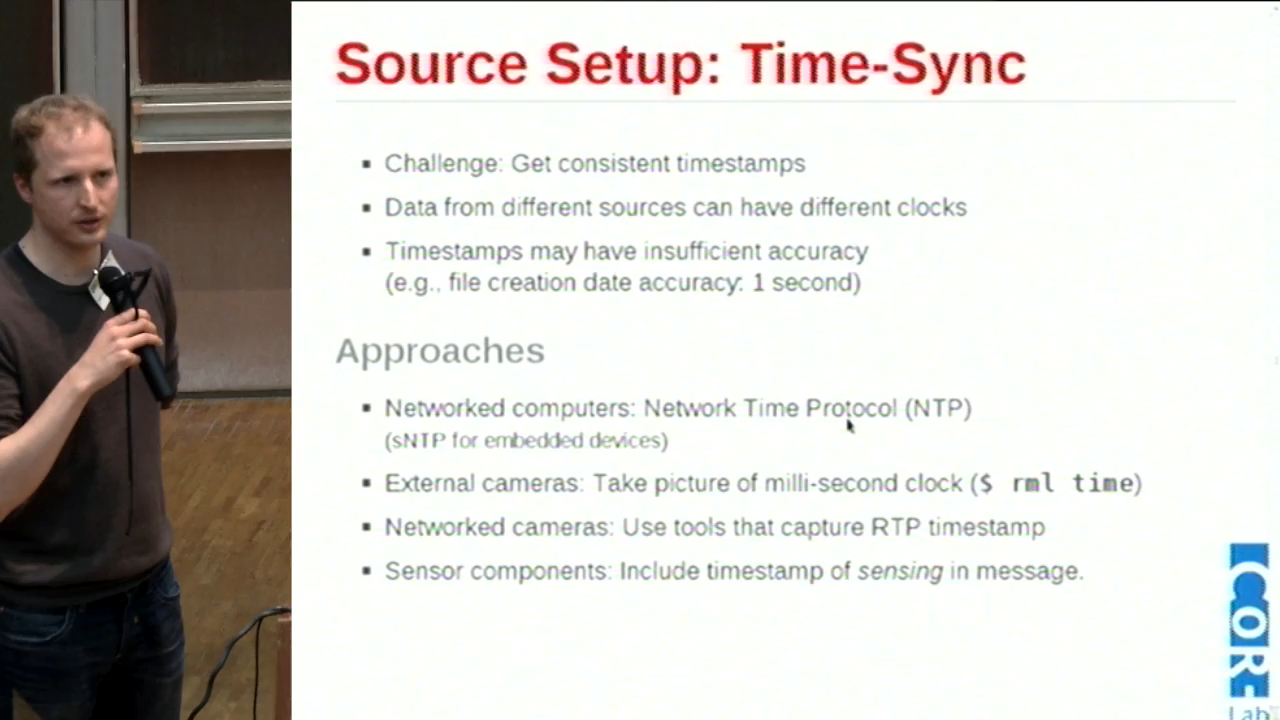 Source Setup: Time-Sync
Challenge: Get consistent timestamps
Data from different sources can have different clocks
Timestamps may have insufficient accuracy
(e.g., file creation date accuracy: 1 second)
Approaches
Networked computers: Network Time Protocol (NTP)
(sNTP for embedded devices)
External cameras: Take picture of milli-second clock ($ rml time)
Networked cameras: Use tools that capture RTP timestamp
Sensor components: Include timestamp of sensing in message.
COR-
Lab